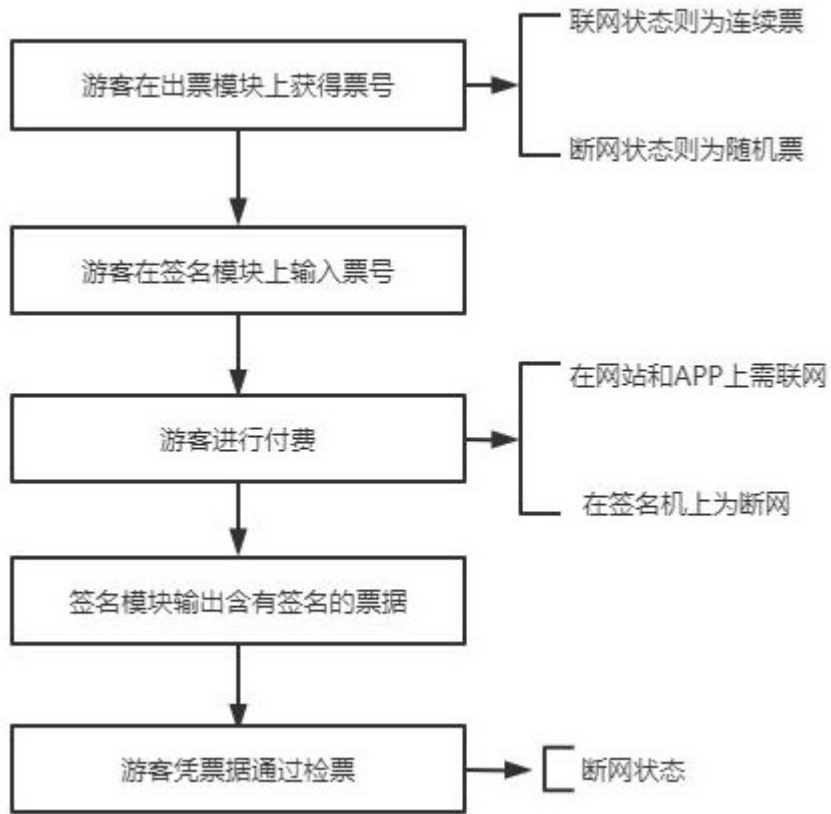 游客在出票模块上获得票号
联网状态则为连续票
断网状态则为随机票
游客在签名模块上输入票号
游客进行付费
在网站和APP上需联网
在签名机上为断网
签名模块输出含有签名的票据
游客凭票据通过检票
断网状态